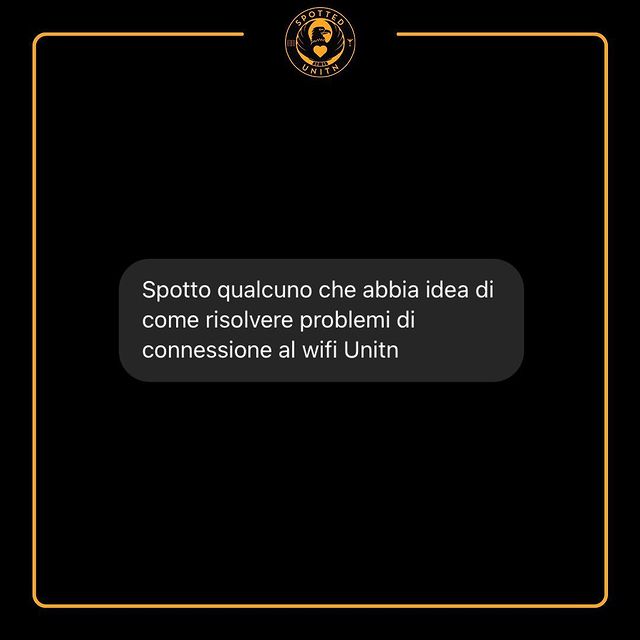 SPOTTED
UNITN
Spotto qualcuno che abbia idea di
come risolvere problemi di
connessione al wifi Unitn